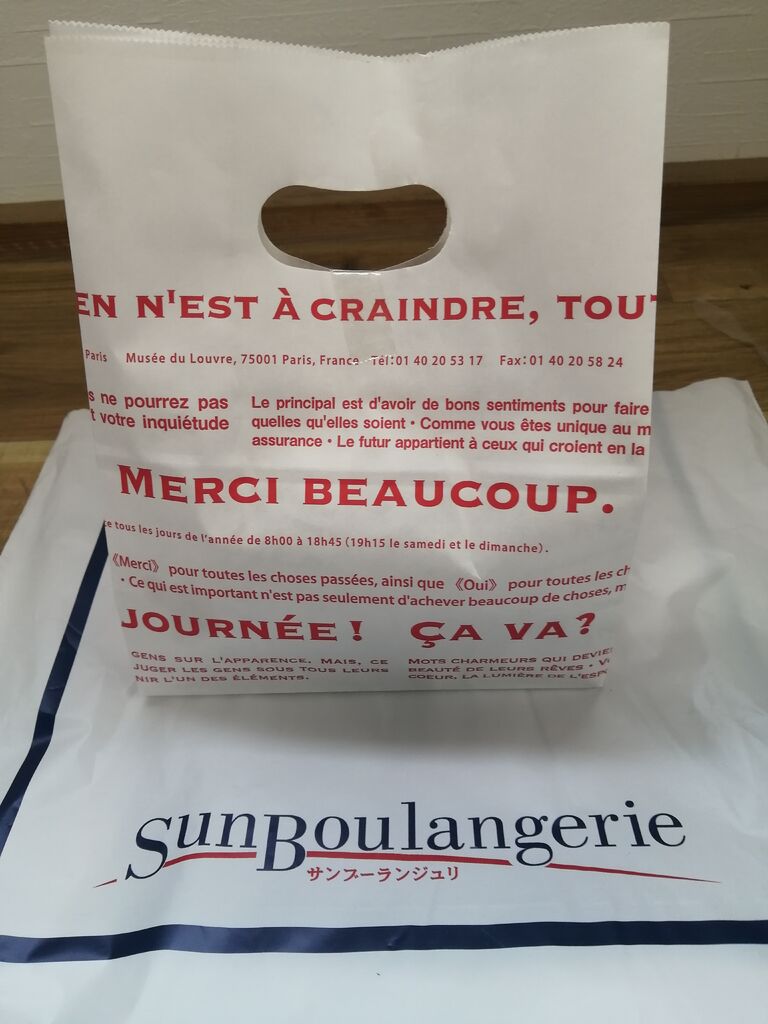 EN N'EST À CRAINDRE, TOUT
Paris Musée du Louvre, 75001 Paris, France Tél:01 40 20 53 17 Fax:01 40 20 58 24
s ne pourrez pas
t votre inquiétude
Le principal est d'avoir de bons sentiments pour faire
quelles qu'elles soient • Comme vous êtes unique au m
assurance • Le futur appartient à ceux qui croient en la
MERCI BEAUCOUP.
ce tous les jours de l'année de 8h00 à 18h45 (19h15 le samedi et le dimanche).
《Merci》 pour toutes les choses passées, ainsi que 《Oui》 pour toutes les ch
• Ce qui est important n'est pas seulement d'achever beaucoup de choses, m
JOURNÉE! ÇA VA?
GENS SUR L'APPARENCE. MAIS, CE
JUGER LES GENS SOUS TOUS LEURS
NIR L'UN DES ÉLÉMENTS.
MOTS CHARMEURS QUI DEVIE
BEAUTÉ DE LEURS RÊVES • V
COEUR, LA LUMIÈRE DE L'ESP
SunBoulangerie
サンブーランジュリ